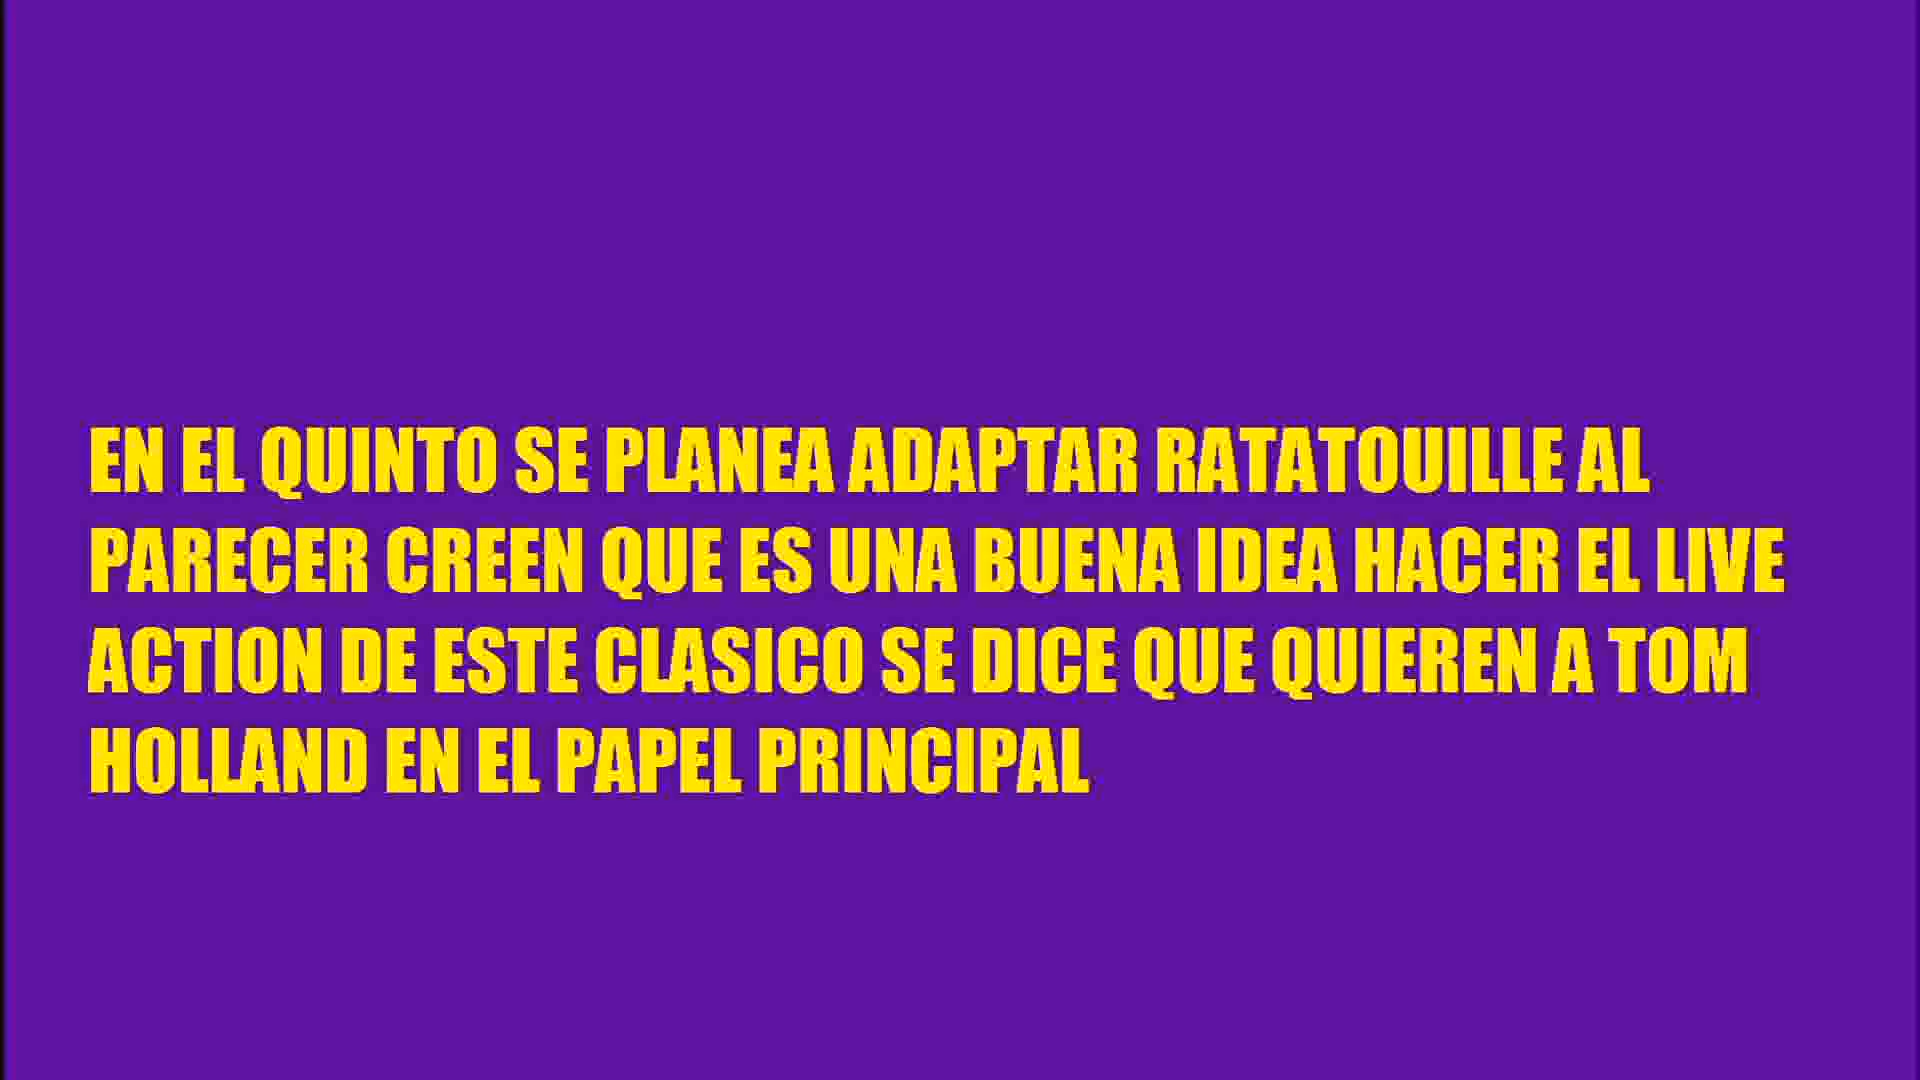 EN EL QUINTO SE PLANEA ADAPTAR RATATOUILLE AL
PARECER CREEN QUE ES UNA BUENA IDEA HACER EL LIVE
ACTION DE ESTE CLASICO SE DICE QUE QUIEREN A TOM
HOLLAND EN EL PAPEL PRINCIPAL